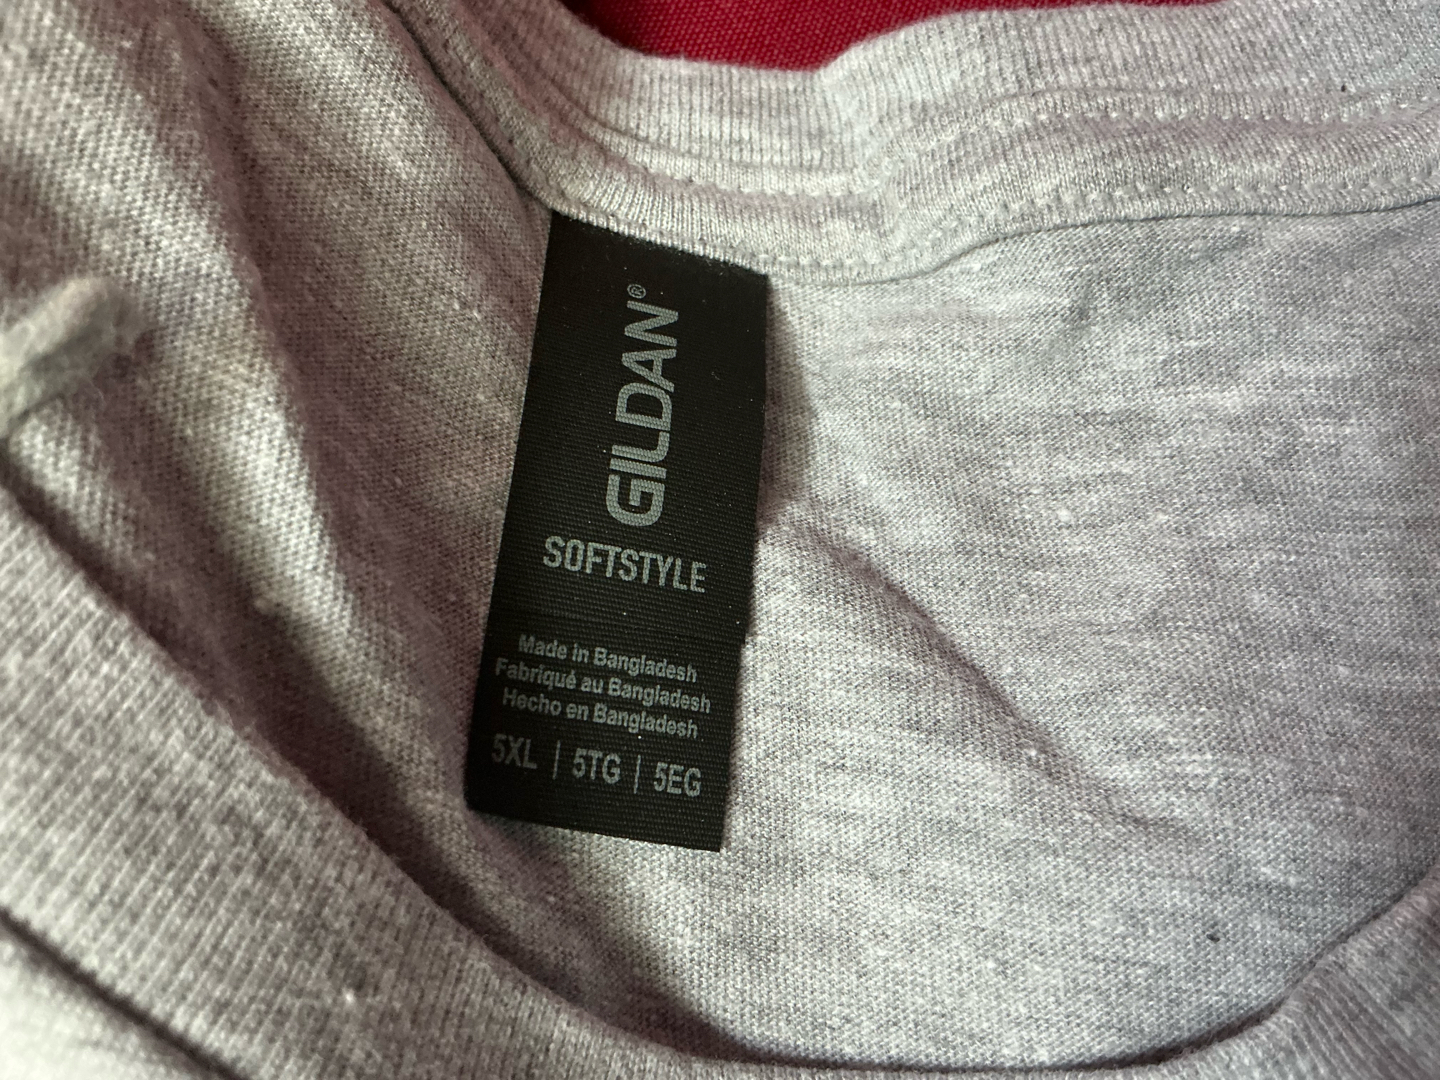 GILDAN®
SOFTSTYLE
Made in Bangladesh
Fabriqué au Bangladesh
Hecho en Bangladesh
5XL | 5TG | 5EG